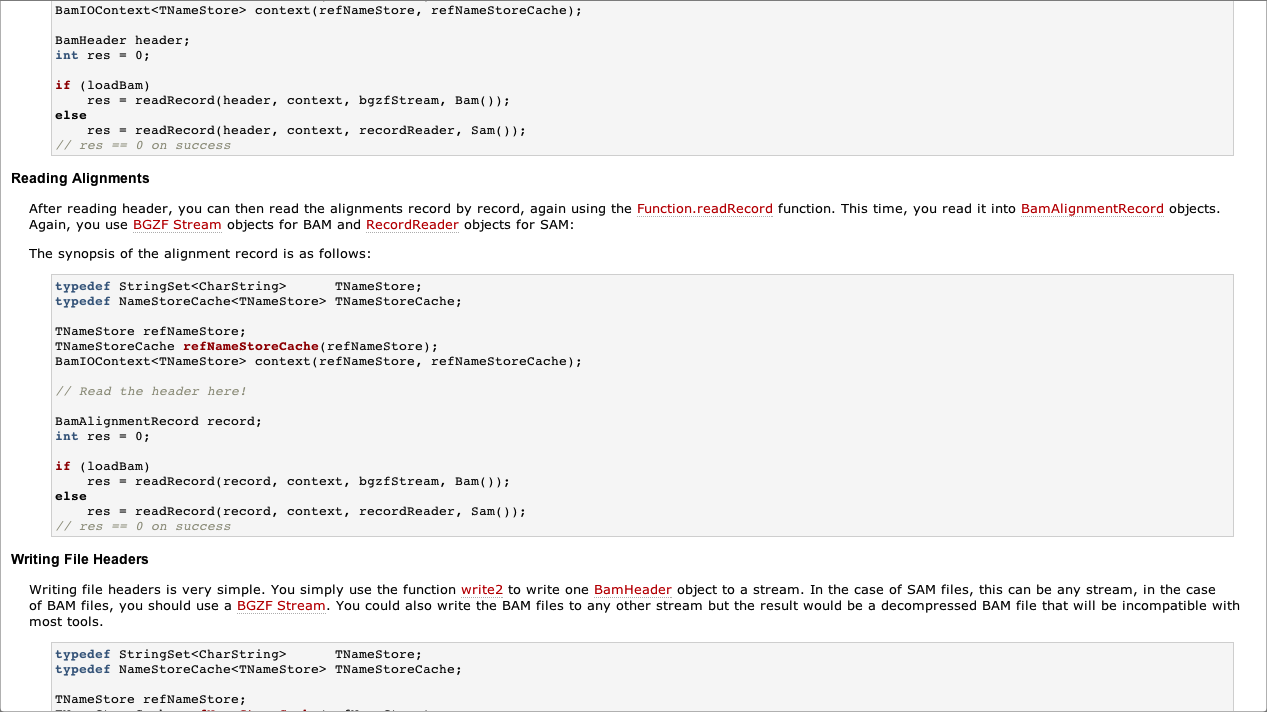 BamIOContext<TNameStore> context(refNameStore, refNameStoreCache);
BamHeader header;
int res = 0;
if (loadBam)
    res = readRecord(header, context, bgzfStream, Bam());
else
    res = readRecord(header, context, recordReader, Sam());
// res == 0 on success
Reading Alignments
After reading header, you can then read the alignments record by record, again using the Function.readRecord function. This time, you read it into BamAlignmentRecord objects.
Again, you use BGZF Stream objects for BAM and RecordReader objects for SAM:
The synopsis of the alignment record is as follows:
typedef StringSet<CharString>      TNameStore;
typedef NameStoreCache<TNameStore> TNameStoreCache;
TNameStore refNameStore;
TNameStoreCache refNameStoreCache(refNameStore);
BamIOContext<TNameStore> context(refNameStore, refNameStoreCache);
// Read the header here!
BamAlignmentRecord record;
int res = 0;
if (loadBam)
    res = readRecord(record, context, bgzfStream, Bam());
else
    res = readRecord(record, context, recordReader, Sam());
// res == 0 on success
Writing File Headers
Writing file headers is very simple. You simply use the function write2 to write one BamHeader object to a stream. In the case of SAM files, this can be any stream, in the case
of BAM files, you should use a BGZF Stream. You could also write the BAM files to any other stream but the result would be a decompressed BAM file that will be incompatible with
most tools.
typedef StringSet<CharString>      TNameStore;
typedef NameStoreCache<TNameStore> TNameStoreCache;
TNameStore refNameStore;